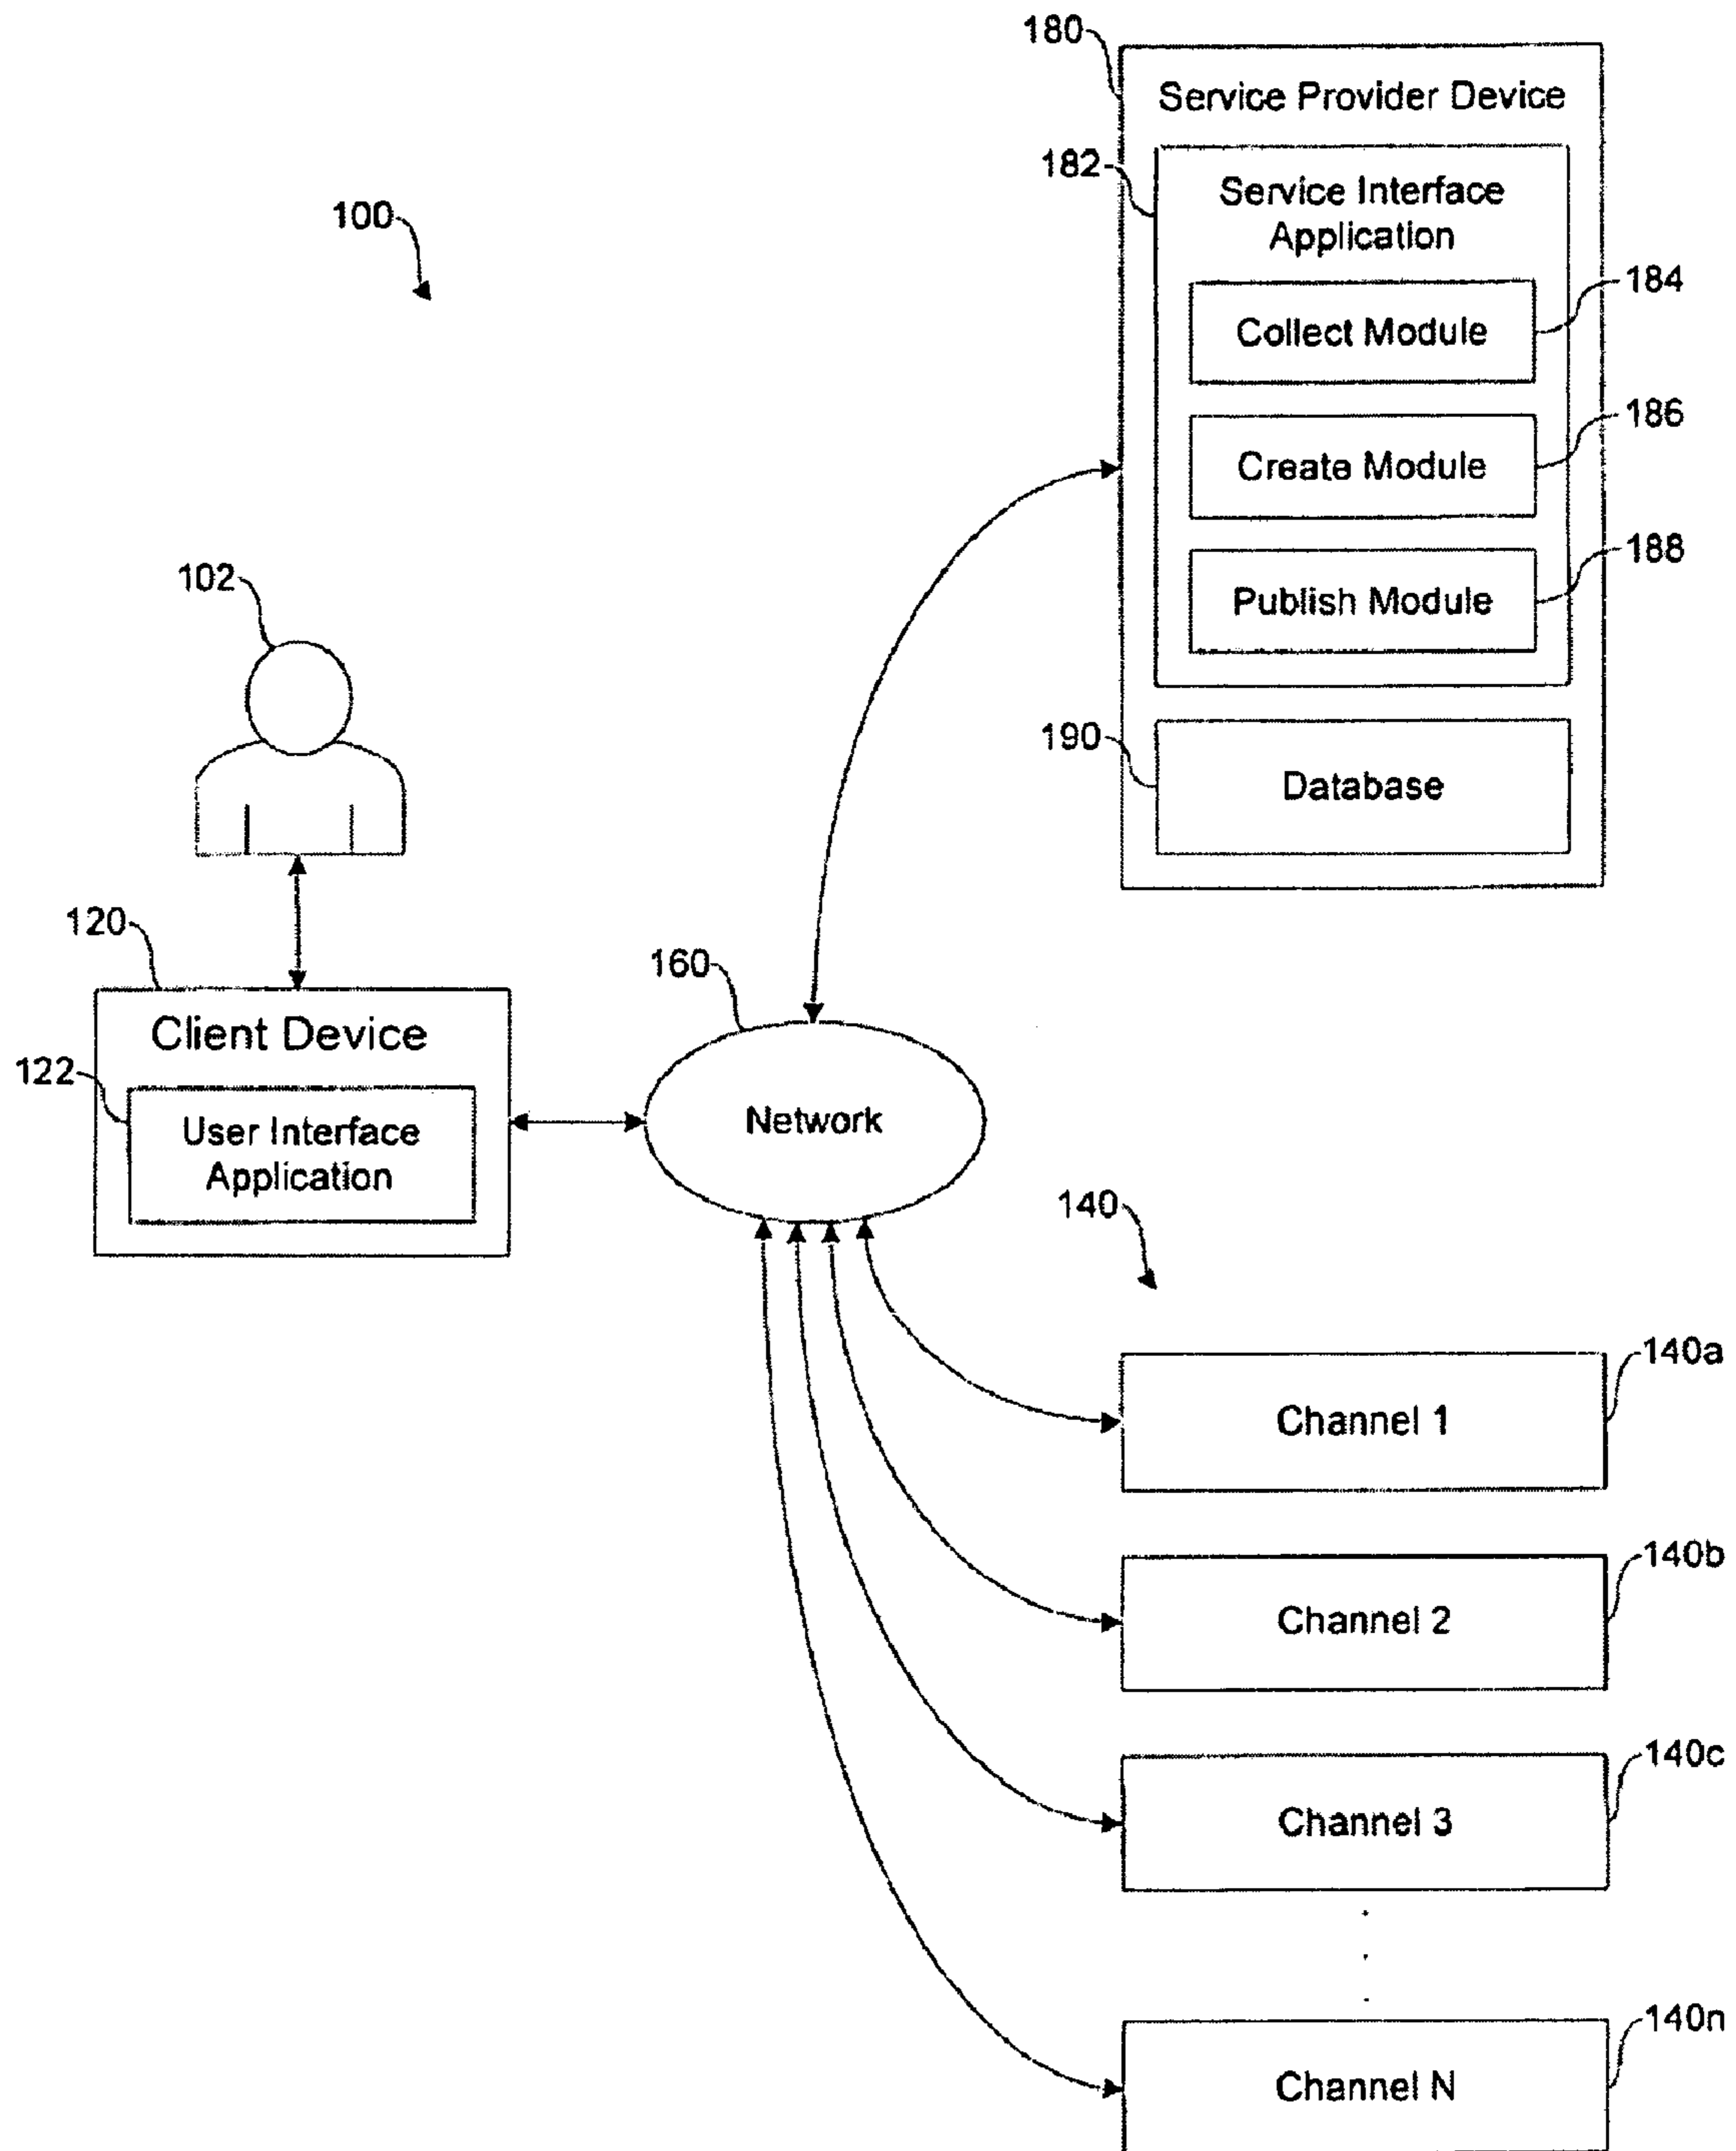 180
Service Provider Device
182
Service Interface
Application
100
184
Collect Module
186
Create Module
188
Publish Module
102
190
Database
120
160
Client Device
122
User Interface
Application
Network
140
140a
Channel 1
140b
Channel 2
140c
Channel 3
140n
Channel N